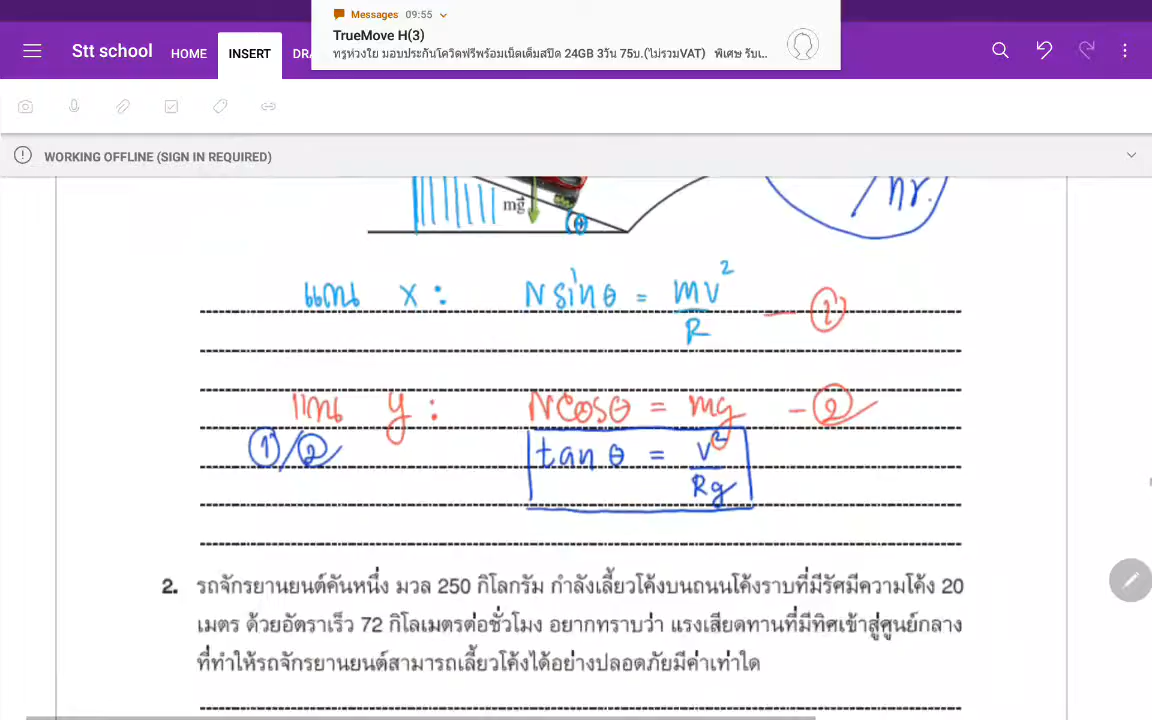 Messages 09:55
TrueMove H(3)
ทรูห่วงใย มอบประกันโควิดฟรีพร้อมเน็ตเต็มสปีด 24GB 3วัน 75บ.(ไม่รวมVAT) พิเศษ รับเ...
Stt school HOME INSERT DRA
WORKING OFFLINE (SIGN IN REQUIRED)
mg θ /hr.
แกน x : N sinθ = mv²/R — ①
แกน y : Ncosθ = mg – ②
①/② tan θ = v²/Rg
2. รถจักรยานยนต์คันหนึ่ง มวล 250 กิโลกรัม กำลังเลี้ยวโค้งบนถนนโค้งราบที่มีรัศมีความโค้ง 20
เมตร ด้วยอัตราเร็ว 72 กิโลเมตรต่อชั่วโมง อยากทราบว่า แรงเสียดทานที่มีทิศเข้าสู่ศูนย์กลาง
ที่ทำให้รถจักรยานยนต์สามารถเลี้ยวโค้งได้อย่างปลอดภัยมีค่าเท่าใด